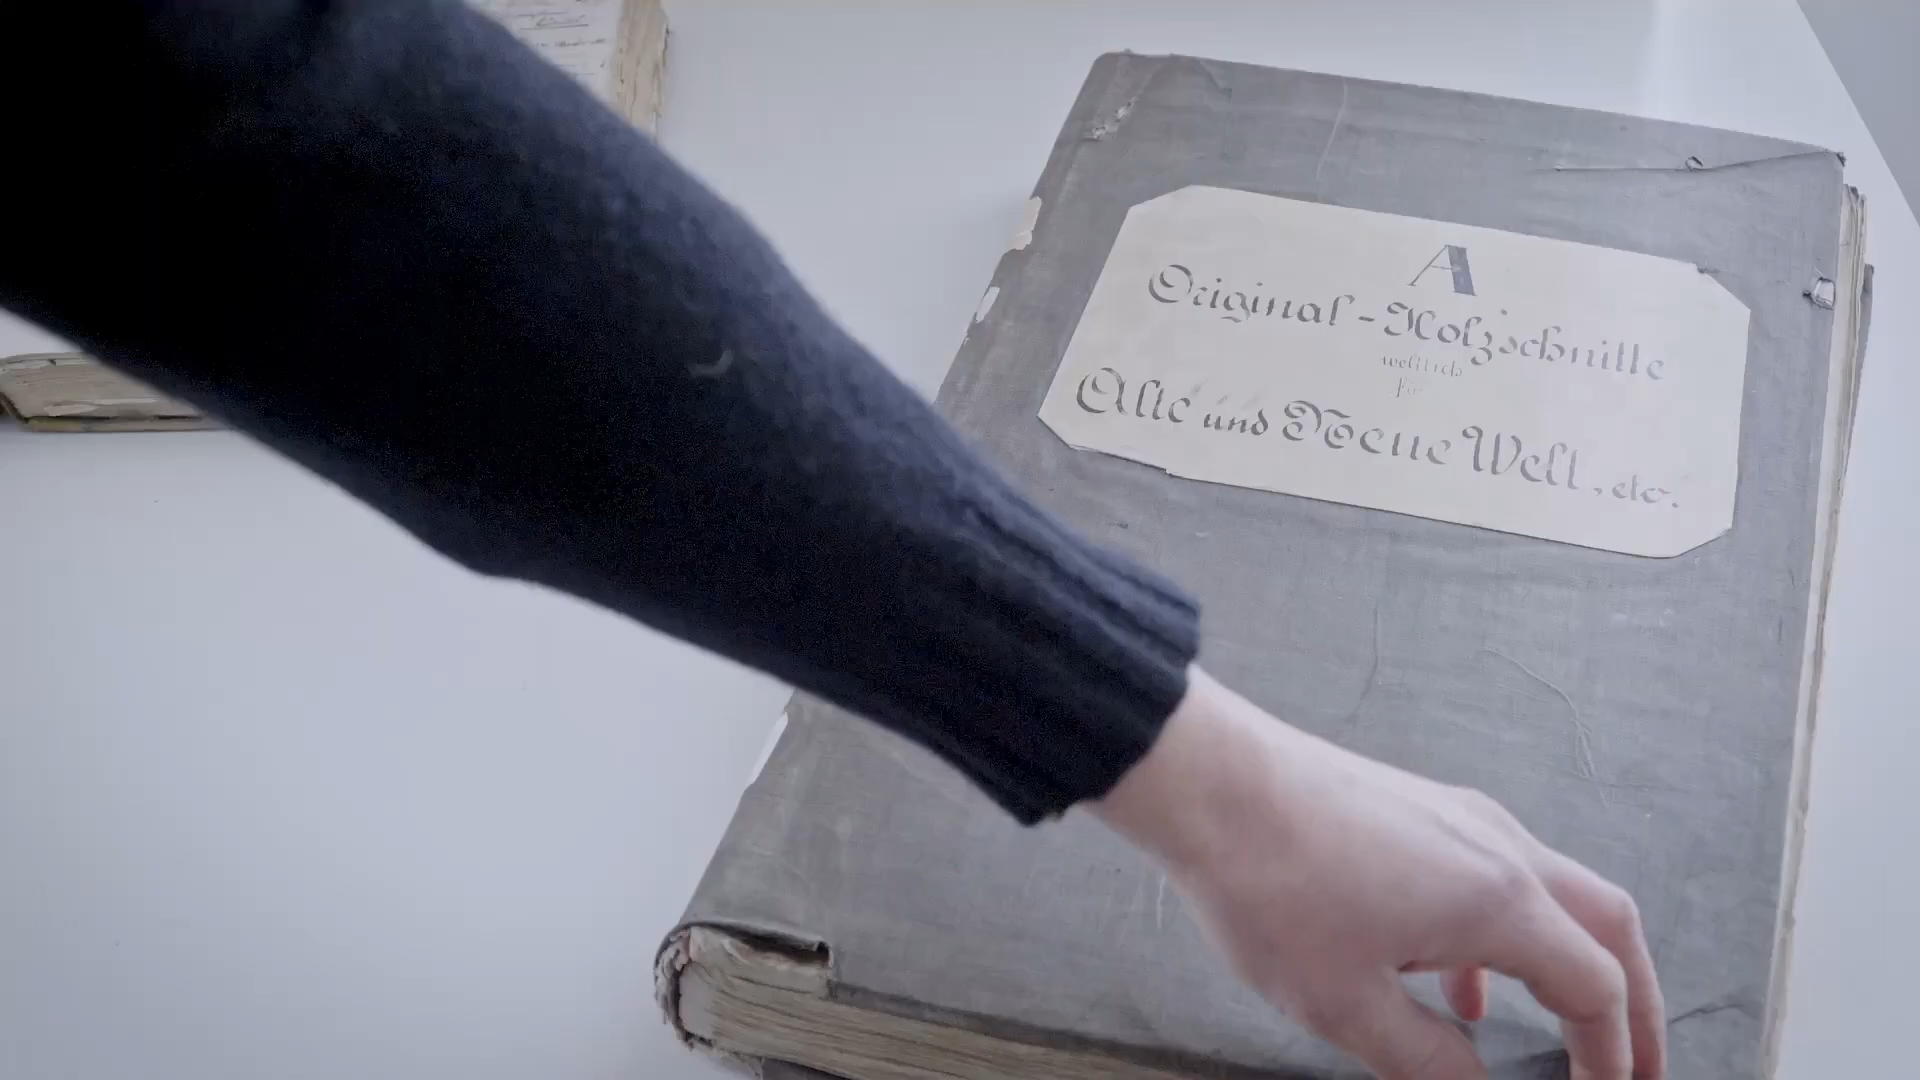 A
Original-Holzschnitte
weltlich
für
Alte und Neue Welt, etc.